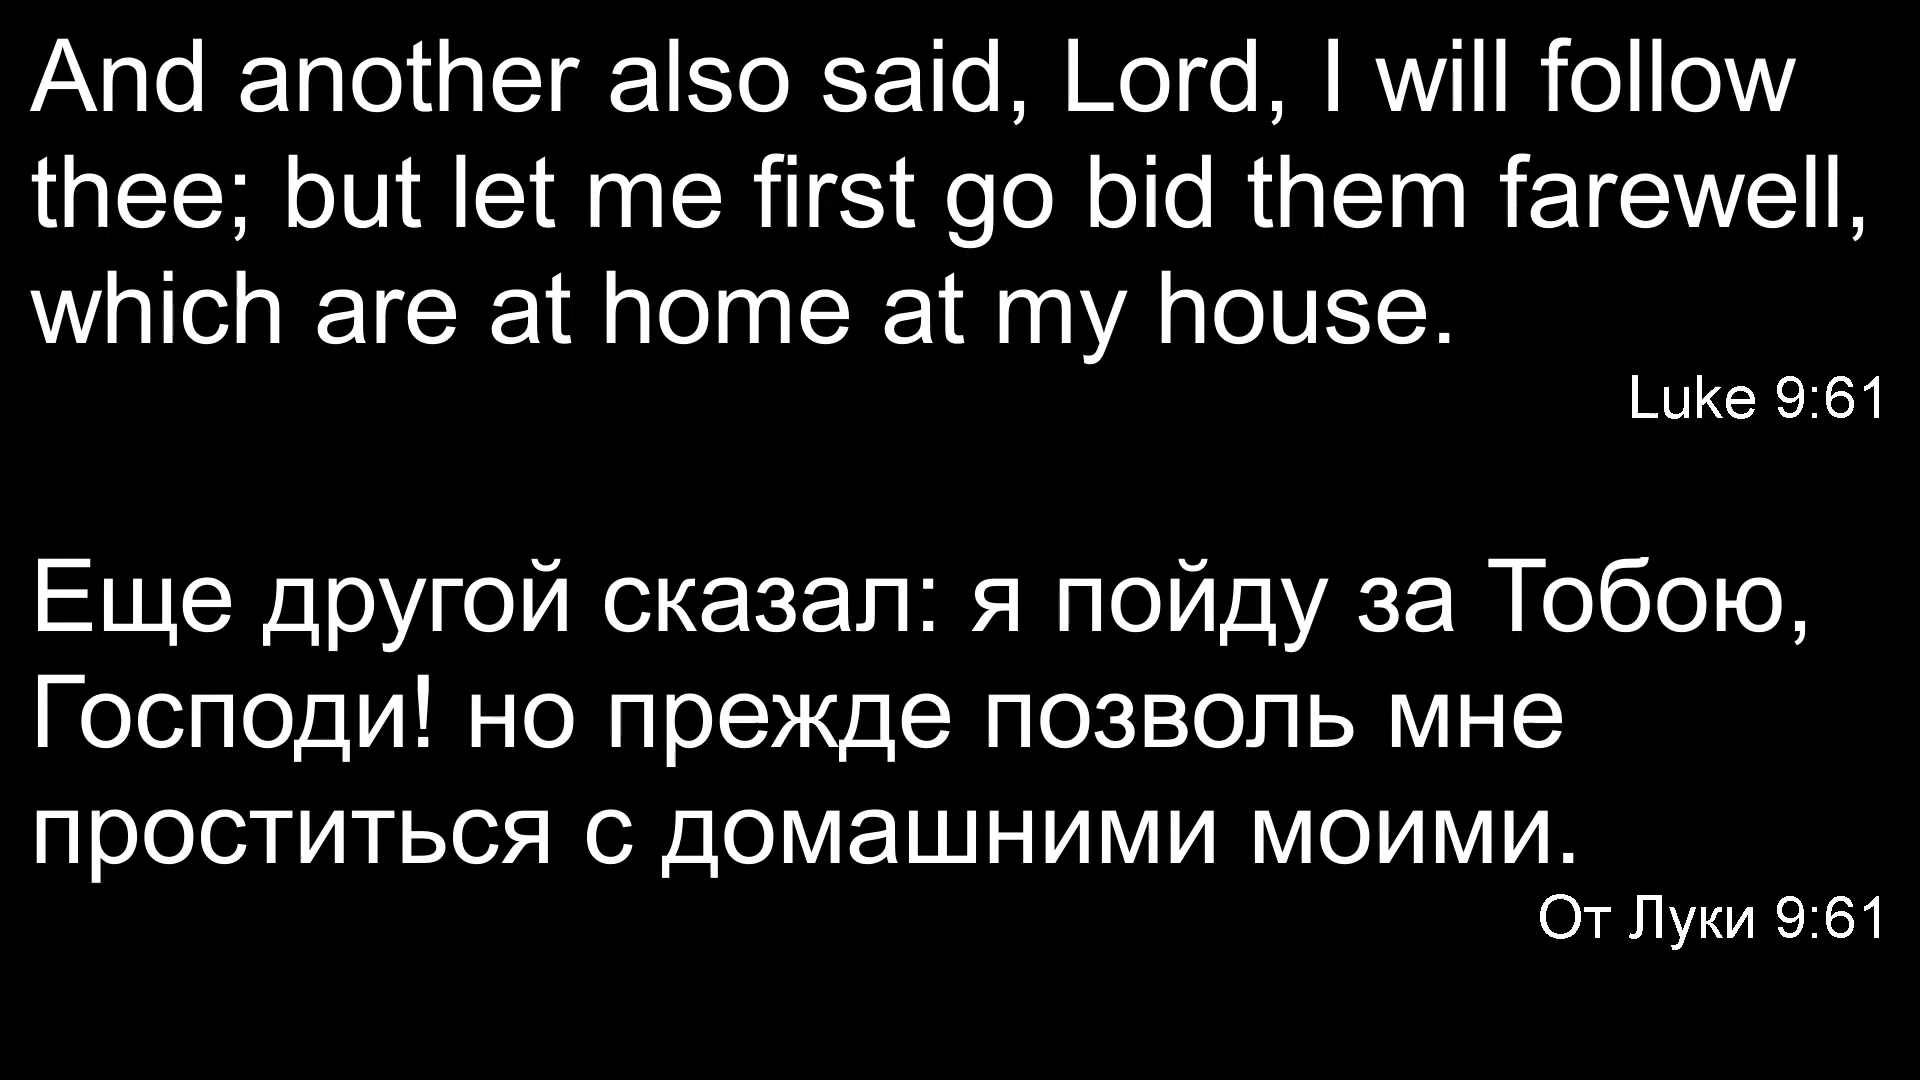 And another also said, Lord, I will follow
thee; but let me first go bid them farewell,
which are at home at my house.
Luke 9:61
Еще другой сказал: я пойду за Тобою,
Господи! но прежде позволь мне
проститься с домашними моими.
От Луки 9:61